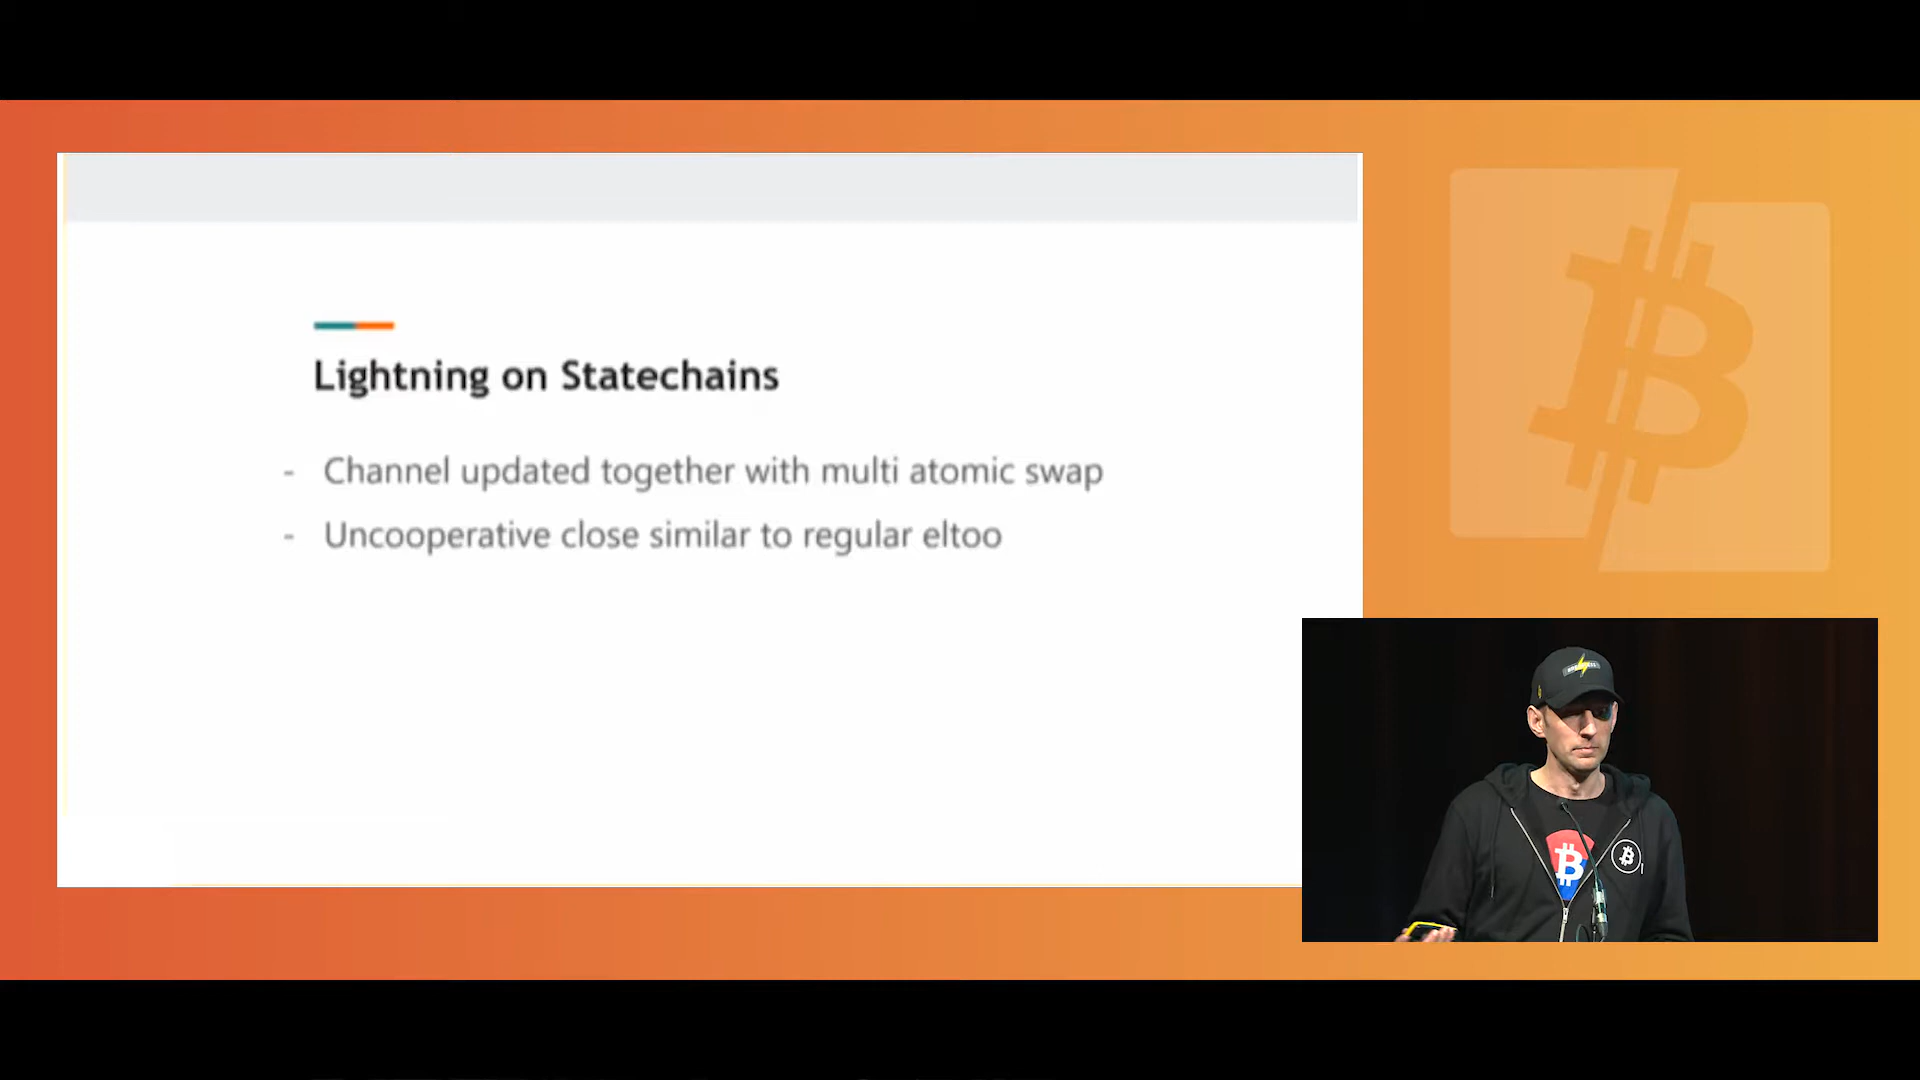 Lightning on Statechains
- Channel updated together with multi atomic swap
- Uncooperative close similar to regular eltoo